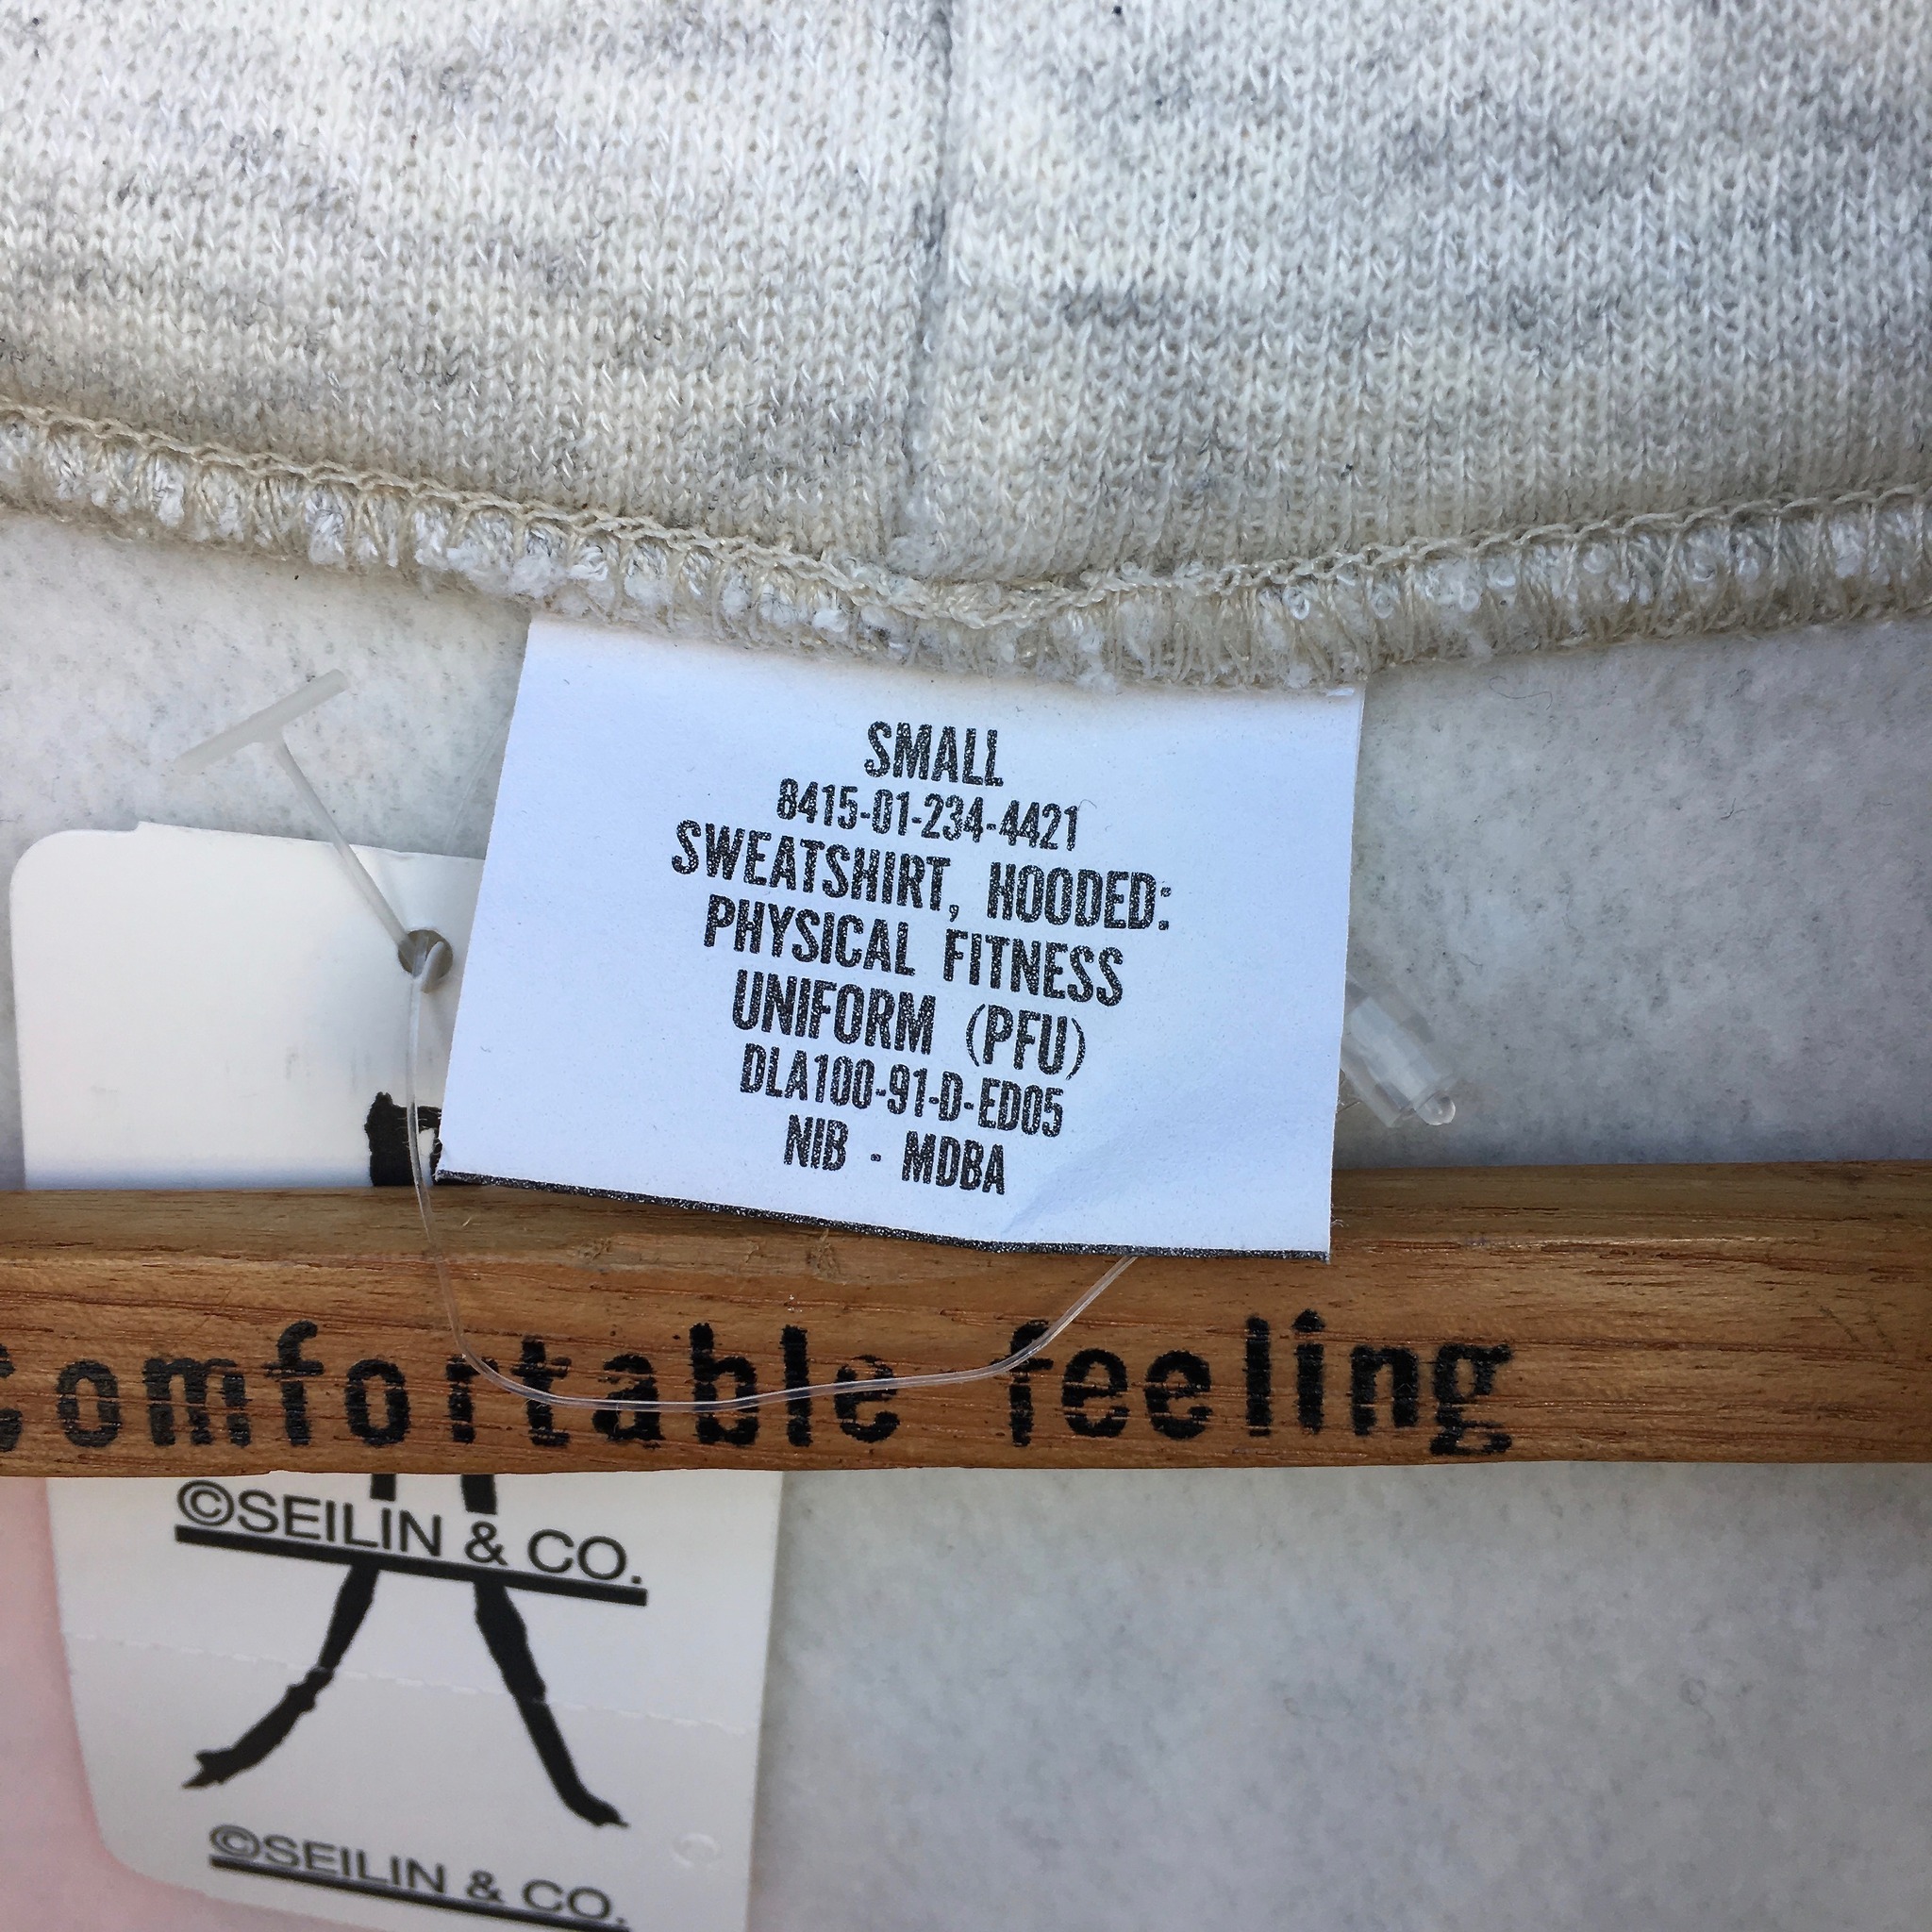 SMALL
8415-01-234-4421
SWEATSHIRT, HOODED:
PHYSICAL FITNESS
UNIFORM (PFU)
DLA100-91-D-ED05
NIB - MDBA
comfortable feeling
©SEILIN & CO.
©SEILIN & CO.